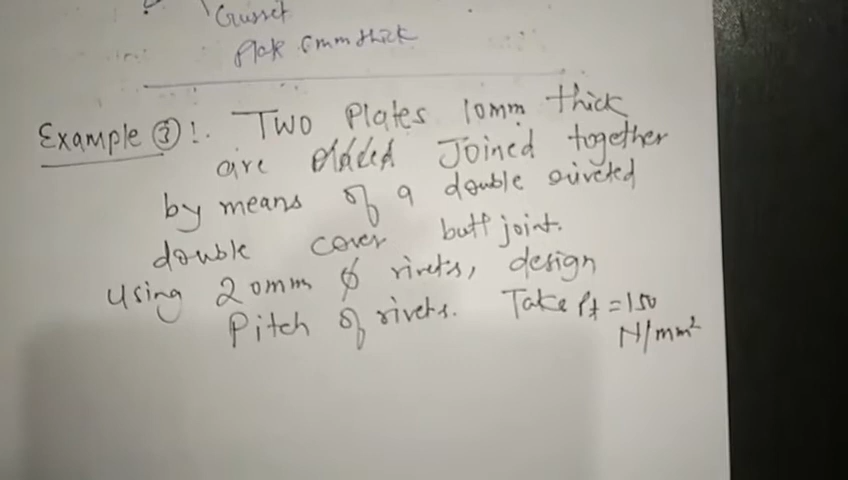 Gusset
Plate 6mm thick
Example ③ :. Two Plates 10mm thick
are Joined together
by means of a double riveted
double cover butt joint.
Using 20mm ϕ rivets, design
Pitch of rivets. Take Pt = 150
N/mm²